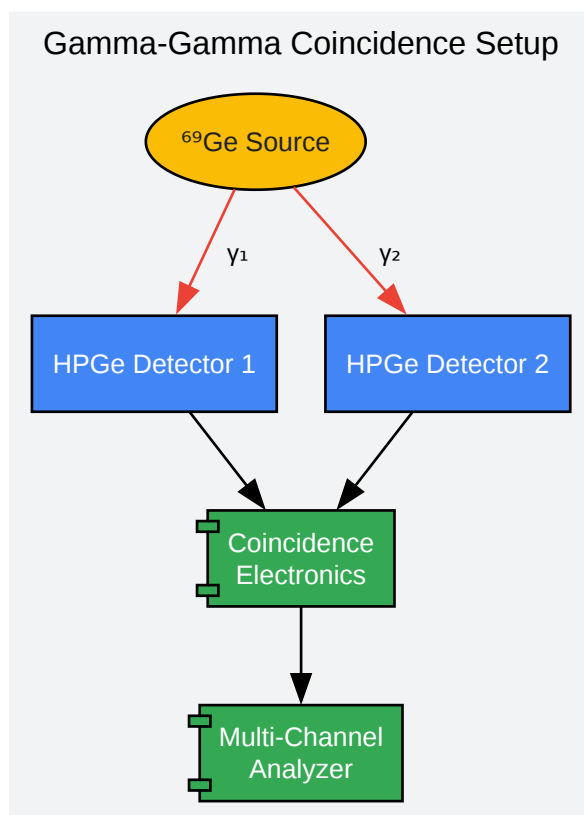 Gamma-Gamma Coincidence Setup
⁶⁹Ge Source
γ₁
γ₂
HPGe Detector 1
HPGe Detector 2
Coincidence
Electronics
Multi-Channel
Analyzer